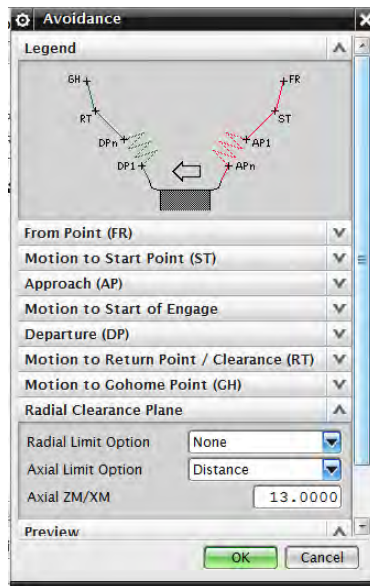 Avoidance
Legend
GH FR
RT ST
DPn AP1
DP1 APn
From Point (FR)
Motion to Start Point (ST)
Approach (AP)
Motion to Start of Engage
Departure (DP)
Motion to Return Point / Clearance (RT)
Motion to Gohome Point (GH)
Radial Clearance Plane
Radial Limit Option None
Axial Limit Option Distance
Axial ZM/XM 13.0000
Preview
OK Cancel